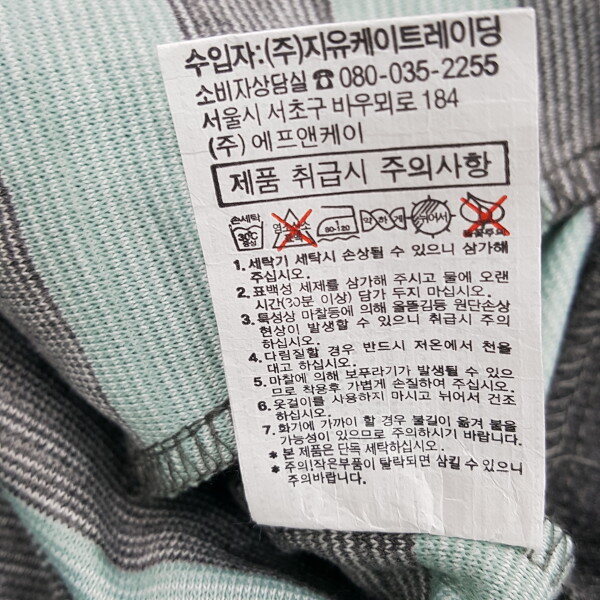 수입자:(주)지유케이트레이딩
소비자상담실 ☎ 080-035-2255
서울시 서초구 바우뫼로 184
(주) 에프앤케이
제품 취급시 주의사항
손세탁
30℃
중성
80-120
약하게
뉘어서
1. 세탁기 세탁시 손상될 수 있으니 삼가해
주십시오.
2. 표백성 세제를 삼가해 주시고 물에 오랜
시간(30분 이상) 담가 두지 마십시오.
3. 특성상 마찰등에 의해 올뜯김등 원단손상
현상이 발생할 수 있으니 취급시 주의
하십시오.
4. 다림질할 경우 반드시 저온에서 천을
대고 하십시오.
5. 마찰에 의해 보푸라기가 발생될 수 있으
므로 착용후 가볍게 손질하여 주십시오.
6. 옷걸이를 사용하지 마시고 뉘어서 건조
하십시오.
7. 화기에 가까이 할 경우 불길이 옮겨 붙을
가능성이 있으므로 주의하시기 바랍니다.
* 본 제품은 단독 세탁하십시오.
* 주의!작은부품이 탈락되면 삼킬 수 있으니
주의바랍니다.